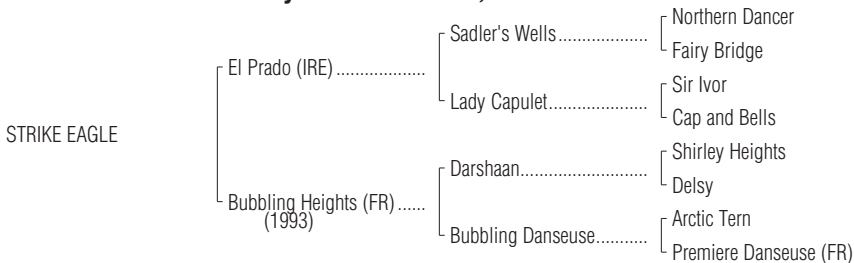 Northern Dancer
Sadler's Wells....................
Fairy Bridge
El Prado (IRE) ...................
Sir Ivor
Lady Capulet......................
Cap and Bells
STRIKE EAGLE
Shirley Heights
Darshaan............................
Delsy
Bubbling Heights (FR) ......
(1993)
Arctic Tern
Bubbling Danseuse...........
Premiere Danseuse (FR)